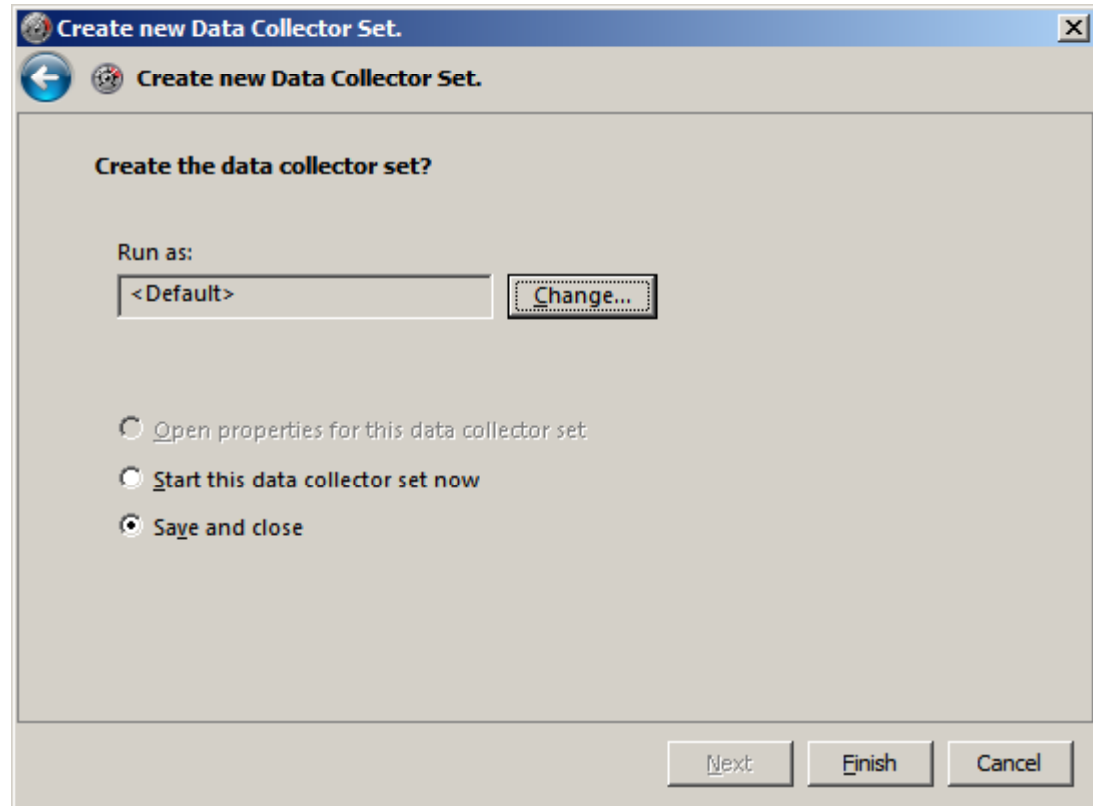 Create new Data Collector Set.
Create new Data Collector Set.
Create the data collector set?
Run as:
<Default>
Change...
Open properties for this data collector set
Start this data collector set now
Save and close
Next
Finish
Cancel